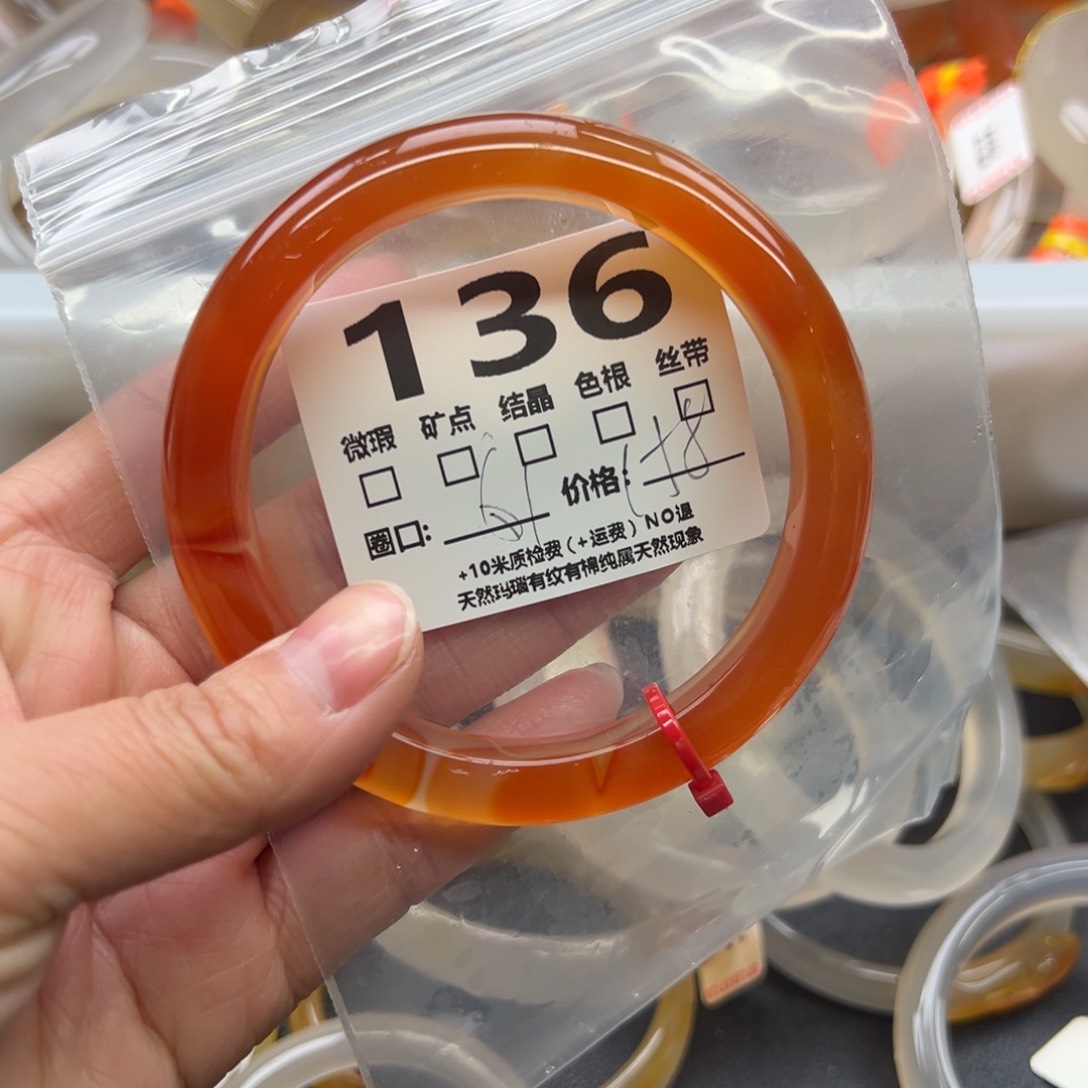 136
微瑕 矿点 结晶 色根 丝带
圈口: 61 价格:
+10米质检费(+运费)NO退
天然玛瑙有纹有棉纯属天然现象